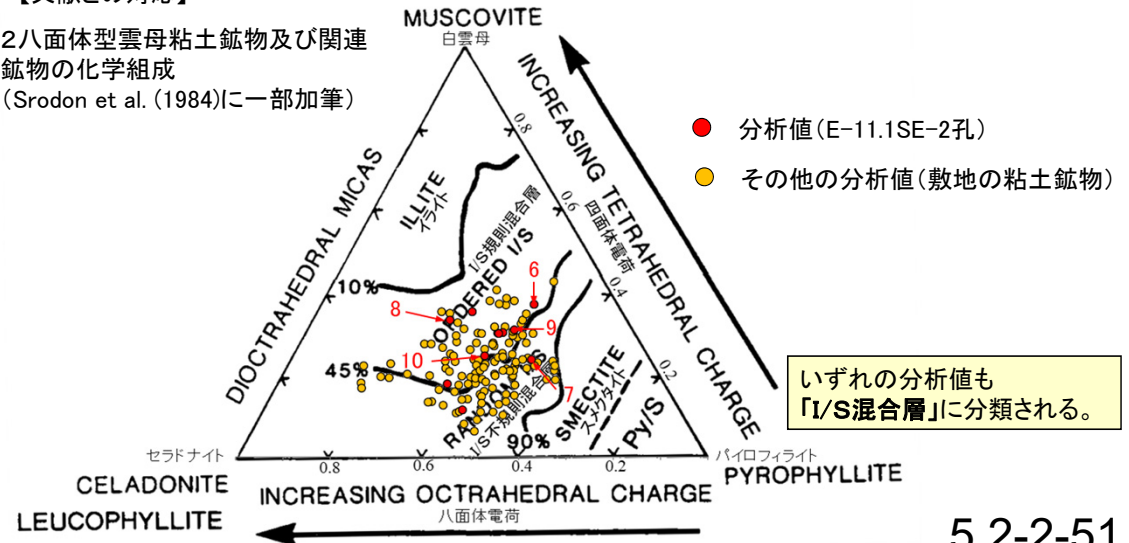 2八面体型雲母粘土鉱物及び関連
鉱物の化学組成
(Srodon et al. (1984)に一部加筆)
MUSCOVITE
白雲母
分析値(E-11.1SE-2孔)
その他の分析値(敷地の粘土鉱物)
INCREASING TETRAHEDRAL CHARGE
四面体電荷
DIOCTRAHEDRAL MICAS
0.8
0.6
0.4
0.2
ILLITE
イライト
I/S規則混合層
ORDERED I/S
10%
45%
90%
6
8
9
10
7
I/S不規則混合層
SMECTITE
スメクタイト
Py/S
いずれの分析値も
「I/S混合層」に分類される。
セラドナイト
パイロフィライト
0.8
0.6
0.4
0.2
CELADONITE
PYROPHYLLITE
LEUCOPHYLLITE
INCREASING OCTRAHEDRAL CHARGE
八面体電荷
5.2-2-51